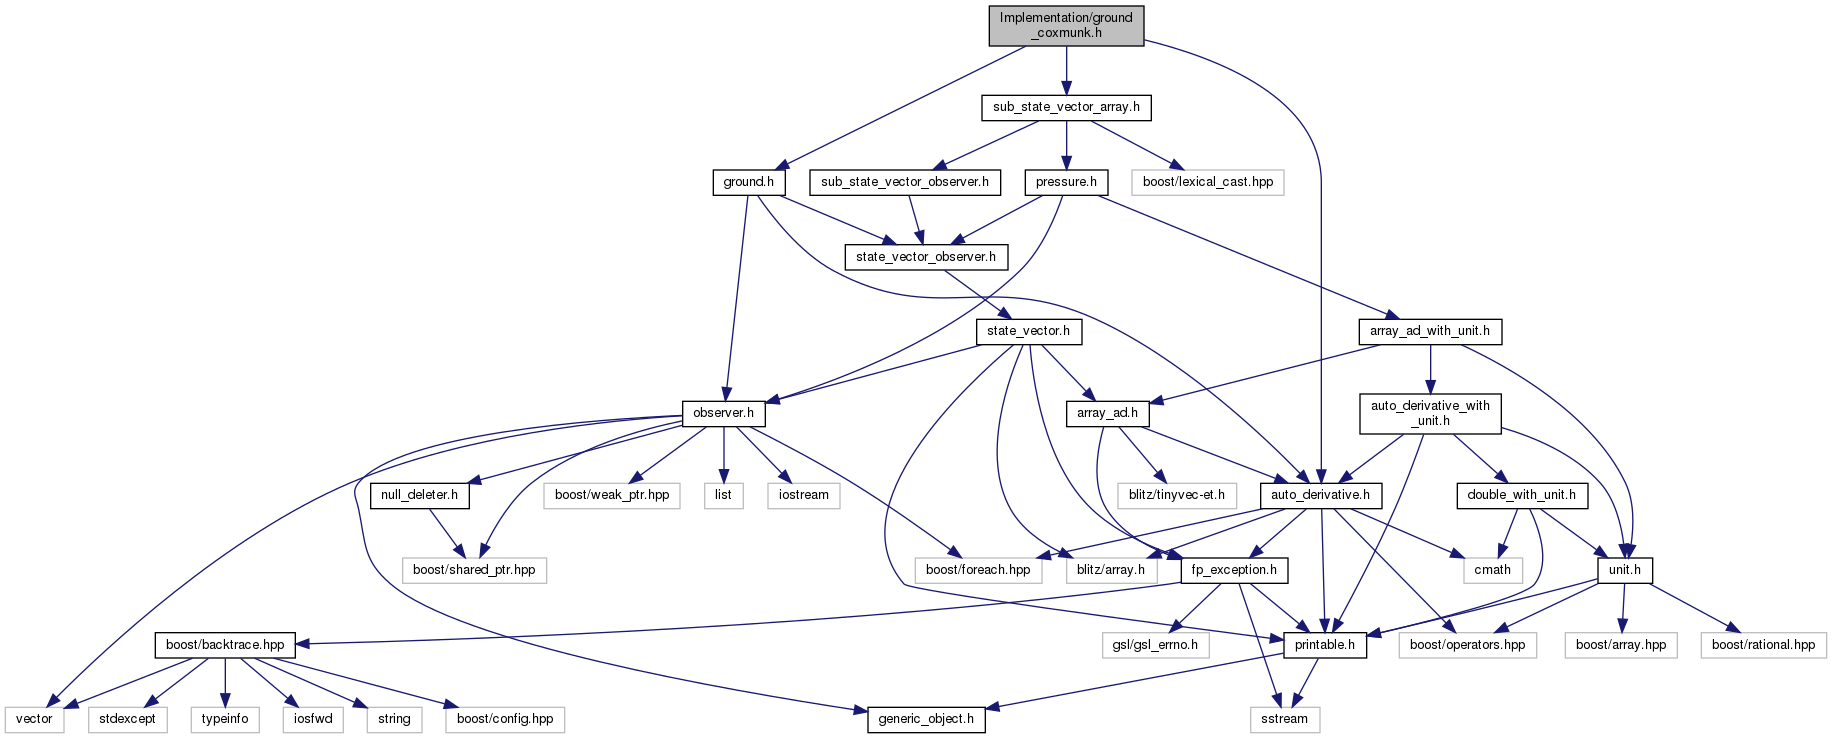 Implementation/ground
_coxmunk.h
sub_state_vector_array.h
ground.h
sub_state_vector_observer.h
pressure.h
boost/lexical_cast.hpp
state_vector_observer.h
state_vector.h
array_ad_with_unit.h
observer.h
array_ad.h
auto_derivative_with
_unit.h
null_deleter.h
boost/weak_ptr.hpp
list
iostream
blitz/tinyvec-et.h
auto_derivative.h
double_with_unit.h
boost/shared_ptr.hpp
boost/foreach.hpp
blitz/array.h
fp_exception.h
cmath
unit.h
boost/backtrace.hpp
gsl/gsl_errno.h
printable.h
boost/operators.hpp
boost/array.hpp
boost/rational.hpp
vector
stdexcept
typeinfo
iosfwd
string
boost/config.hpp
generic_object.h
sstream